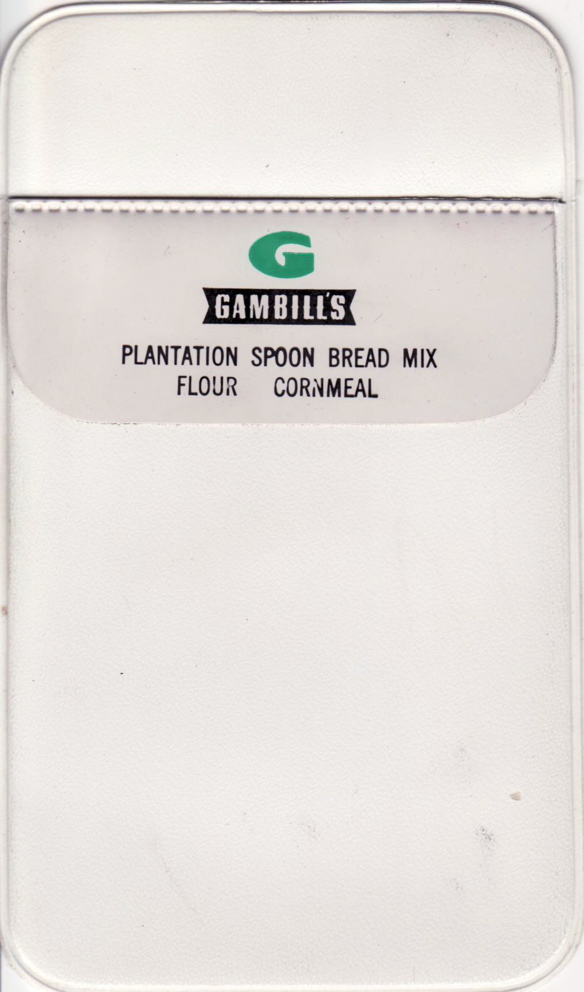 G
GAMBILL'S
PLANTATION SPOON BREAD MIX
FLOUR CORNMEAL